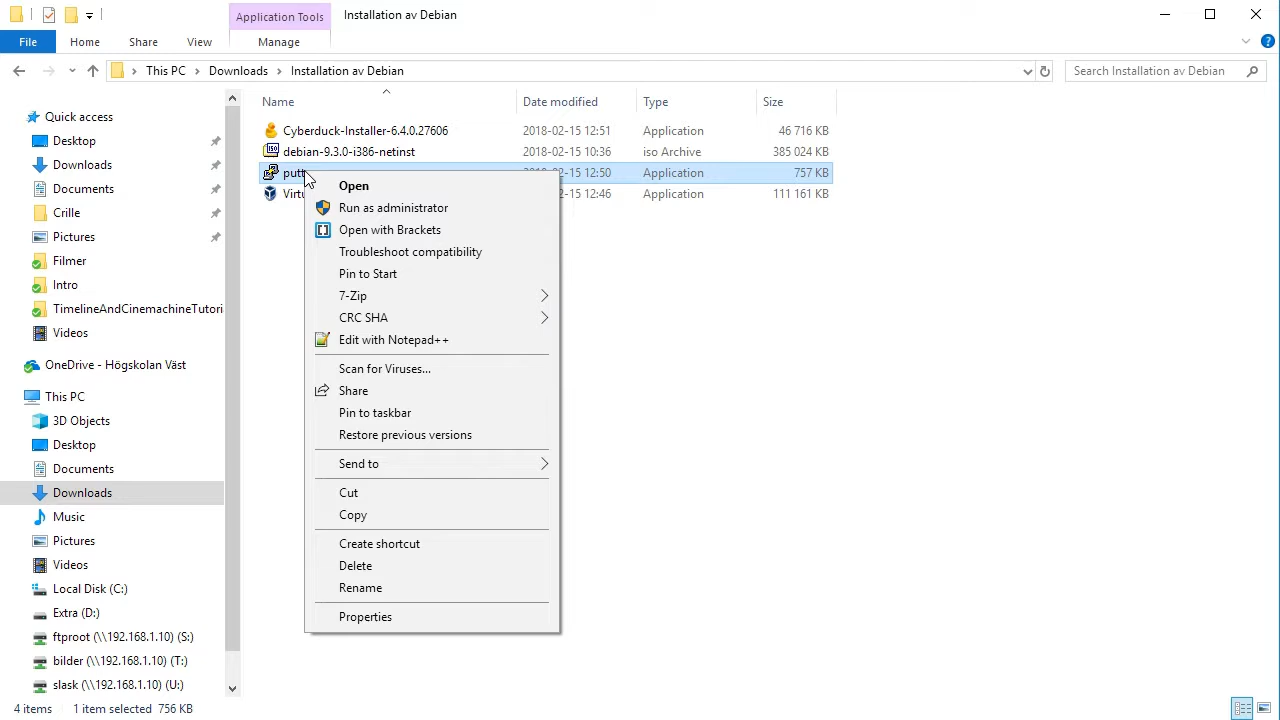 Application Tools
Installation av Debian
File
Home
Share
View
Manage
This PC
Downloads
Installation av Debian
Search Installation av Debian
Name
Date modified
Type
Size
Cyberduck-Installer-6.4.0.27606
2018-02-15 12:51
Application
46 716 KB
debian-9.3.0-i386-netinst
2018-02-15 10:36
iso Archive
385 024 KB
12:50
Application
757 KB
12:46
Application
111 161 KB
Quick access
Desktop
Downloads
Documents
Crille
Pictures
Filmer
Intro
TimelineAndCinemachineTutori
Videos
OneDrive - Högskolan Väst
This PC
3D Objects
Desktop
Documents
Downloads
Music
Pictures
Videos
Local Disk (C:)
Extra (D:)
ftproot (\\192.168.1.10) (S:)
bilder (\\192.168.1.10) (T:)
slask (\\192.168.1.10) (U:)
Open
Run as administrator
Open with Brackets
Troubleshoot compatibility
Pin to Start
7-Zip
CRC SHA
Edit with Notepad++
Scan for Viruses...
Share
Pin to taskbar
Restore previous versions
Send to
Cut
Copy
Create shortcut
Delete
Rename
Properties
4 items
1 item selected 756 KB